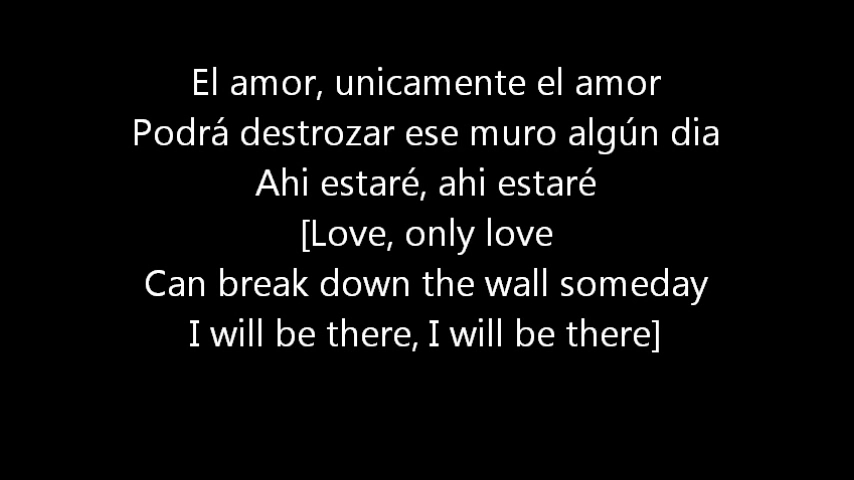 El amor, unicamente el amor
Podrá destrozar ese muro algún dia
Ahi estaré, ahi estaré
[Love, only love
Can break down the wall someday
I will be there, I will be there]